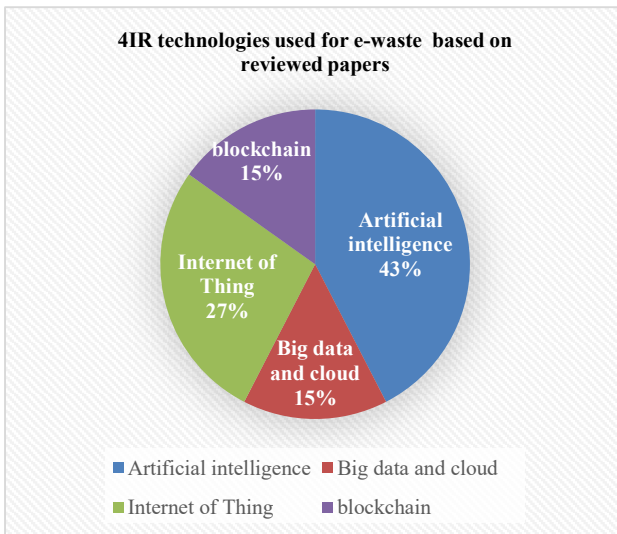 4IR technologies used for e-waste based on
reviewed papers
blockchain
15%
Artificial
intelligence
43%
Internet of
Thing
27%
Big data
and cloud
15%
Artificial intelligence
Big data and cloud
Internet of Thing
blockchain